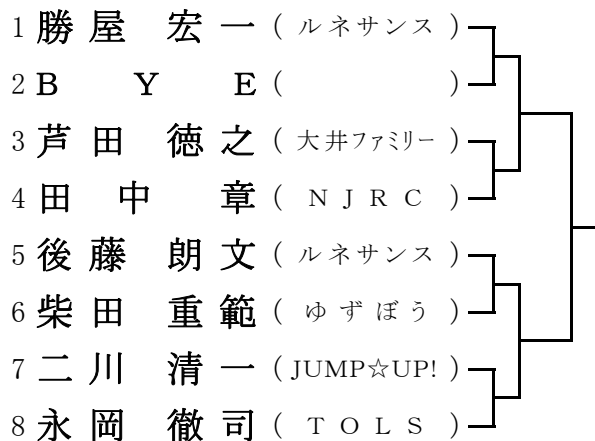 1 勝屋 宏一 (ルネサンス)
2 B Y E ( )
3 芦田 徳之 (大井ファミリー)
4 田中 章 (NJRC)
5 後藤 朗文 (ルネサンス)
6 柴田 重範 (ゆずぼう)
7 二川 清一 (JUMP☆UP!)
8 永岡 徹司 (TOLS)